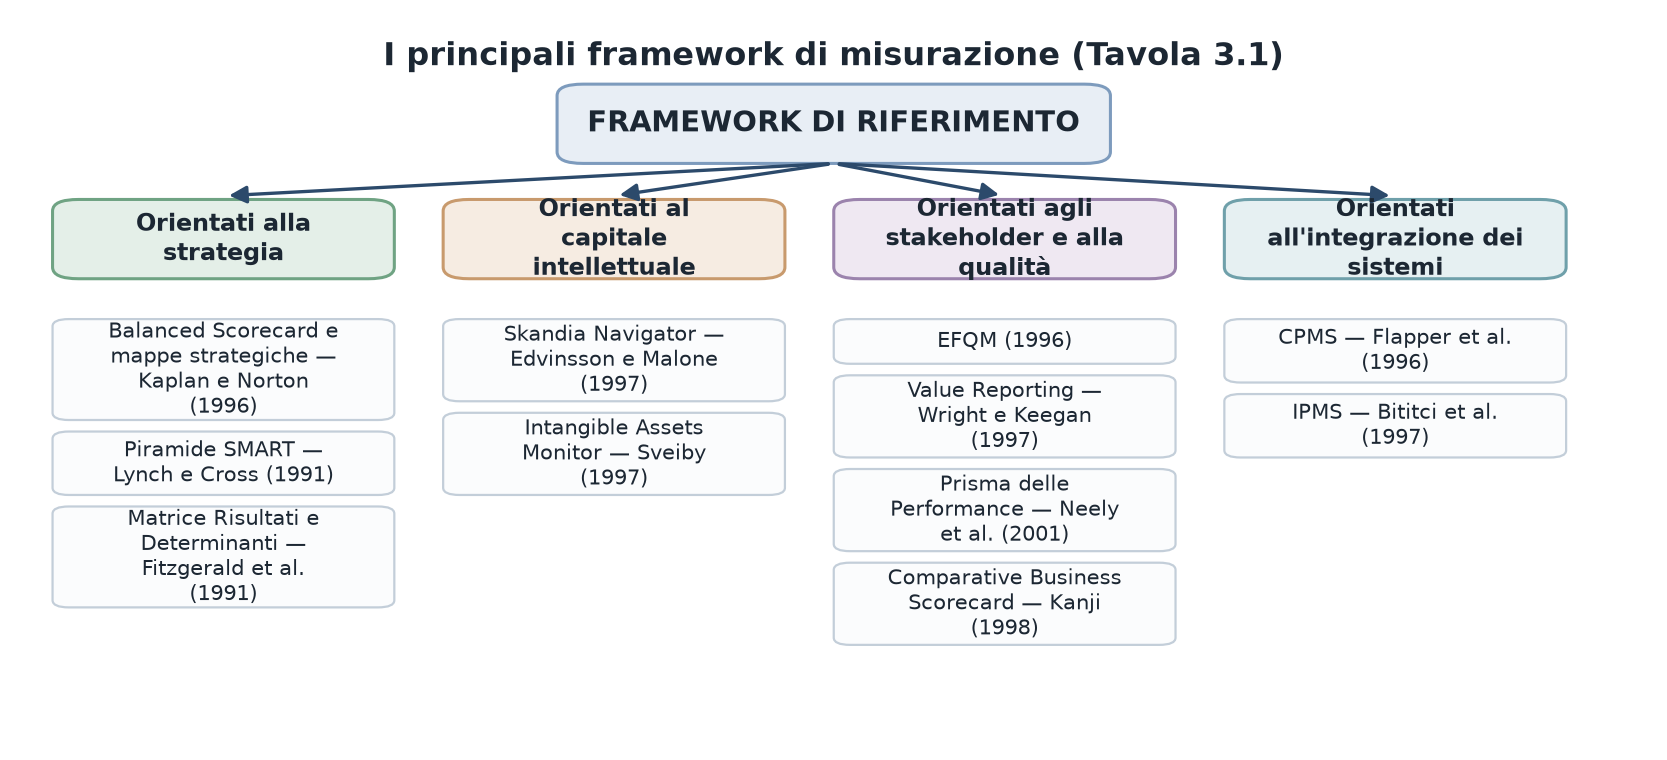 I principali framework di misurazione (Tavola 3.1)
FRAMEWORK DI RIFERIMENTO
Orientati alla
strategia
Balanced Scorecard e
mappe strategiche —
Kaplan e Norton
(1996)
Piramide SMART —
Lynch e Cross (1991)
Matrice Risultati e
Determinanti —
Fitzgerald et al.
(1991)
Orientati al
capitale
intellettuale
Skandia Navigator —
Edvinsson e Malone
(1997)
Intangible Assets
Monitor — Sveiby
(1997)
Orientati agli
stakeholder e alla
qualità
EFQM (1996)
Value Reporting —
Wright e Keegan
(1997)
Prisma delle
Performance — Neely
et al. (2001)
Comparative Business
Scorecard — Kanji
(1998)
Orientati
all'integrazione dei
sistemi
CPMS — Flapper et al.
(1996)
IPMS — Bititci et al.
(1997)